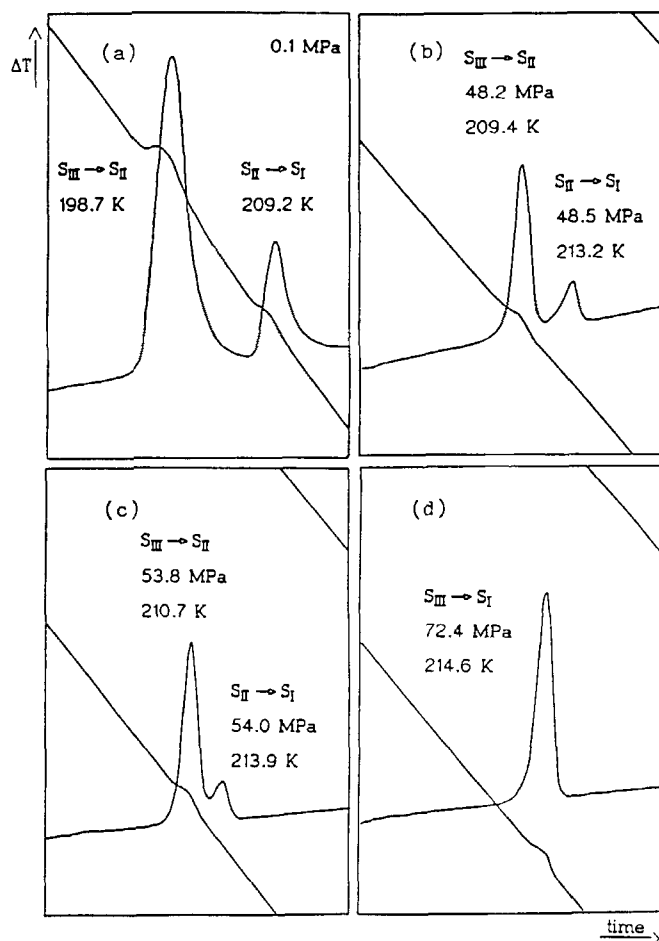 (a)
0.1 MPa
ΔT
S_III → S_II
198.7 K
S_II → S_I
209.2 K
(b)
S_III → S_II
48.2 MPa
209.4 K
S_II → S_I
48.5 MPa
213.2 K
(c)
S_III → S_II
53.8 MPa
210.7 K
S_II → S_I
54.0 MPa
213.9 K
(d)
S_III → S_I
72.4 MPa
214.6 K
time